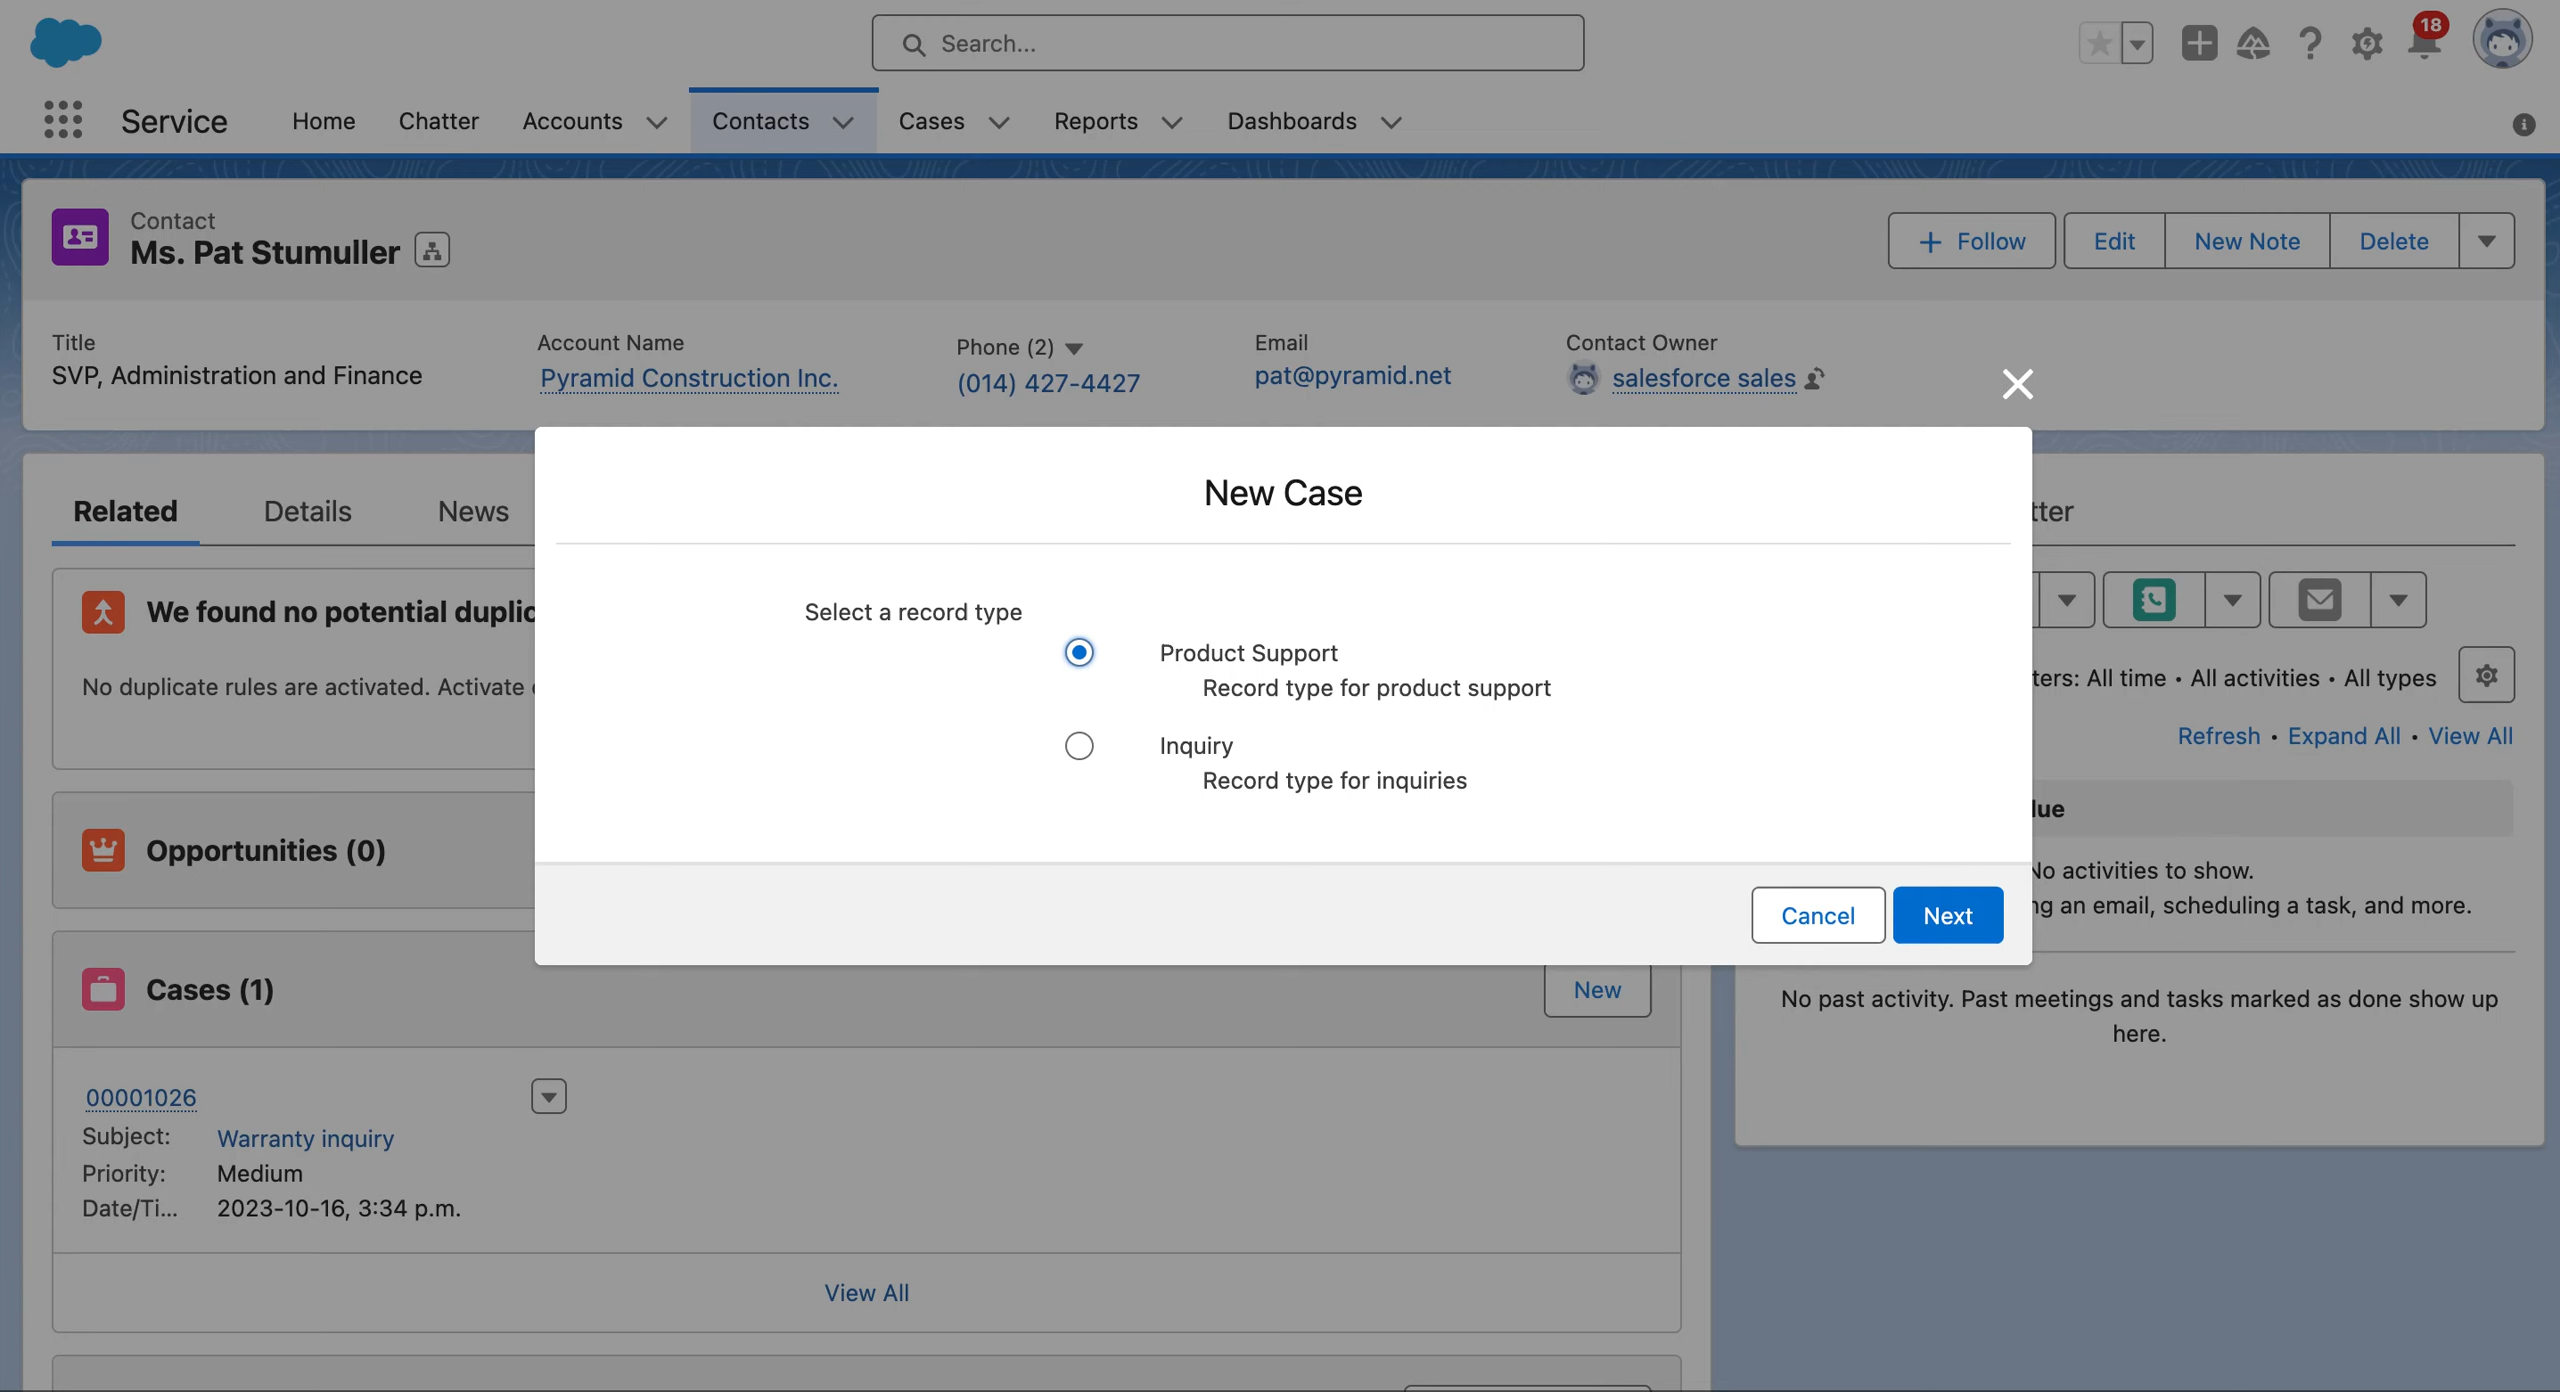 Search...
18
Service
Home
Chatter
Accounts
Contacts
Cases
Reports
Dashboards
Contact
Ms. Pat Stumuller
Follow
Edit
New Note
Delete
Title
SVP, Administration and Finance
Account Name
Pyramid Construction Inc.
Phone (2)
(014) 427-4427
Email
pat@pyramid.net
Contact Owner
salesforce sales
Related
Details
News
tter
New Case
Select a record type
Product Support
Record type for product support
Inquiry
Record type for inquiries
Cancel
Next
We found no potential duplic
No duplicate rules are activated. Activate
ters: All time • All activities • All types
Refresh • Expand All • View All
lue
No activities to show.
ng an email, scheduling a task, and more.
No past activity. Past meetings and tasks marked as done show up
here.
Opportunities (0)
Cases (1)
New
00001026
Subject: Warranty inquiry
Priority: Medium
Date/Ti... 2023-10-16, 3:34 p.m.
View All